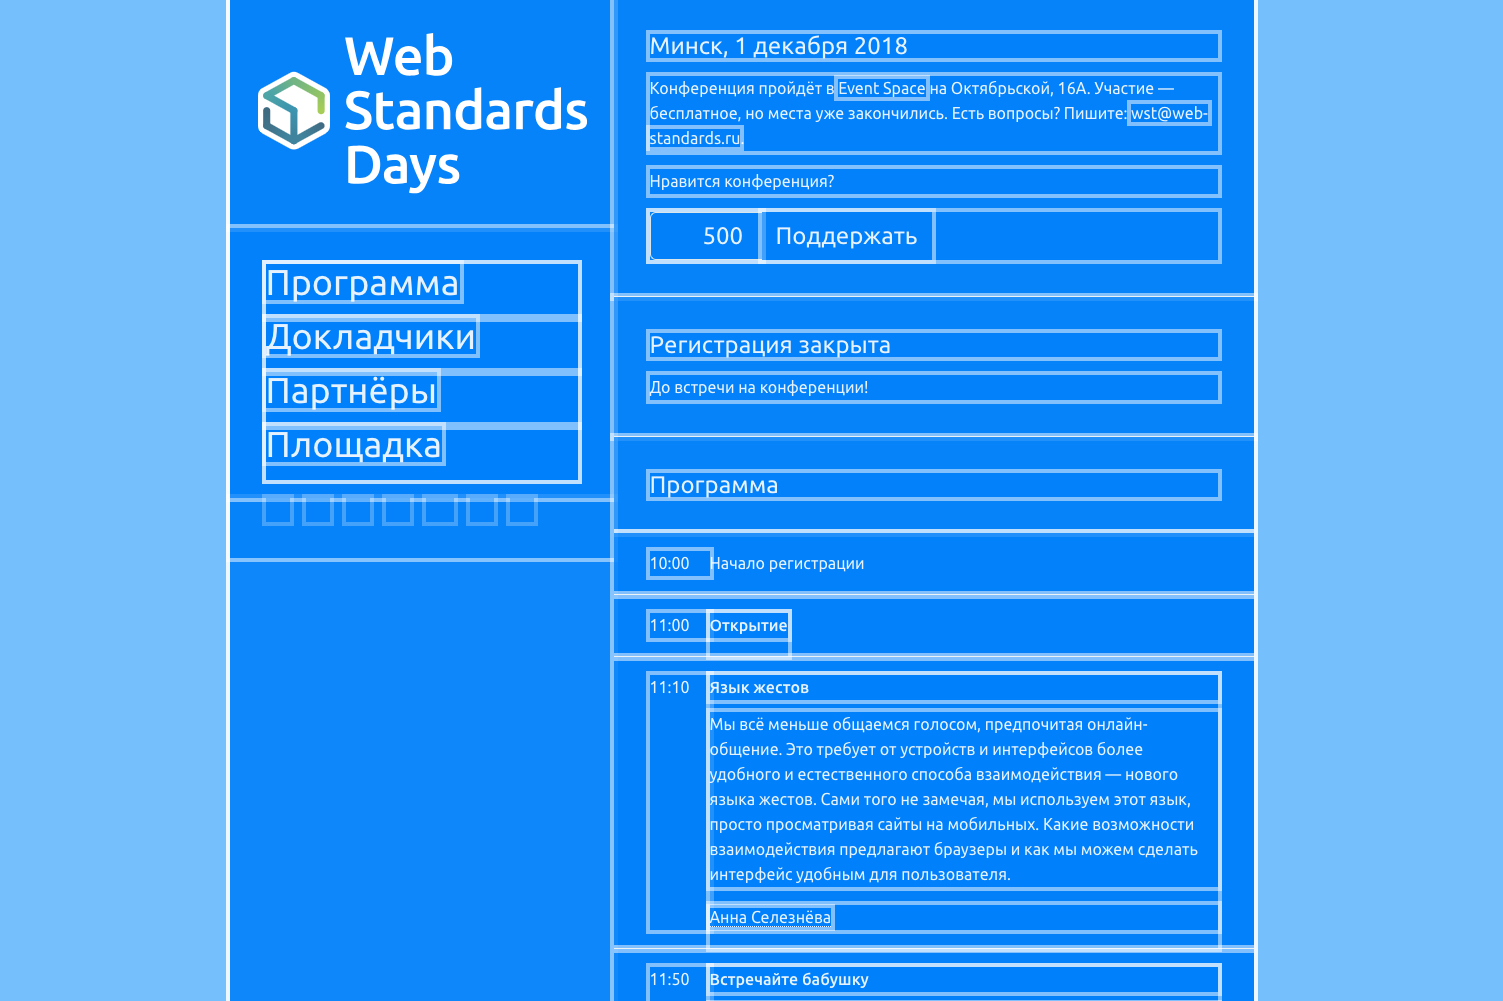 Web
Standards
Days
Программа
Докладчики
Партнёры
Площадка
Минск, 1 декабря 2018
Конференция пройдёт в Event Space на Октябрьской, 16А. Участие —
бесплатное, но места уже закончились. Есть вопросы? Пишите: wst@web-
standards.ru.
Нравится конференция?
500 Поддержать
Регистрация закрыта
До встречи на конференции!
Программа
10:00 Начало регистрации
11:00 Открытие
11:10 Язык жестов
Мы всё меньше общаемся голосом, предпочитая онлайн-
общение. Это требует от устройств и интерфейсов более
удобного и естественного способа взаимодействия — нового
языка жестов. Сами того не замечая, мы используем этот язык,
просто просматривая сайты на мобильных. Какие возможности
взаимодействия предлагают браузеры и как мы можем сделать
интерфейс удобным для пользователя.
Анна Селезнёва
11:50 Встречайте бабушку